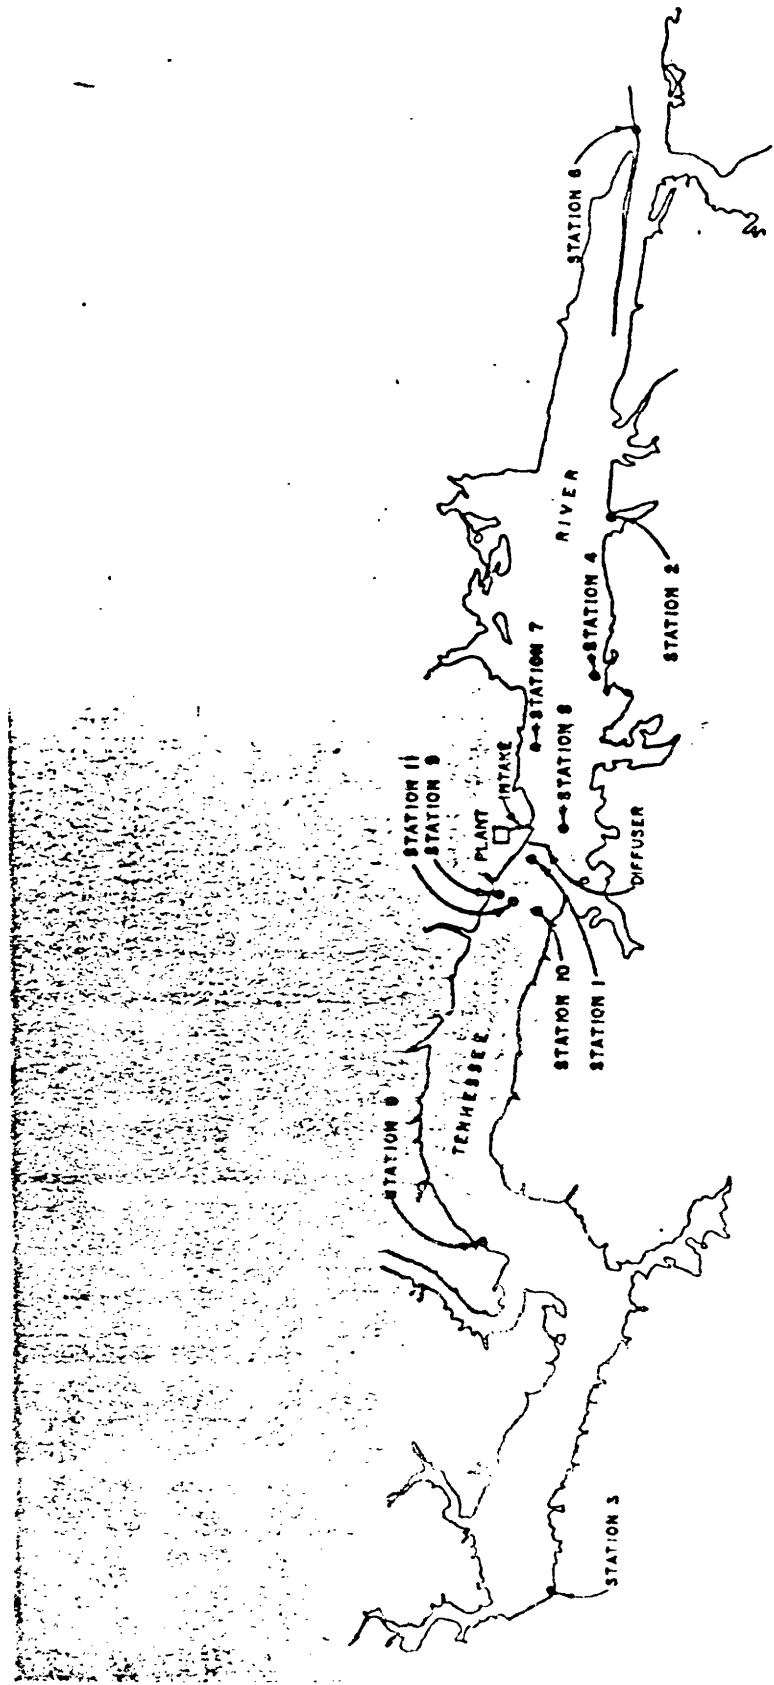 STATION
STATION 11
STATION 9
TENNESSEE
PLANT
INTAKE
STATION 7
STATION 8
STATION 10
RIVER
STATION 6
STATION 4
STATION 1
STATION 3
DIFFUSER
STATION 2